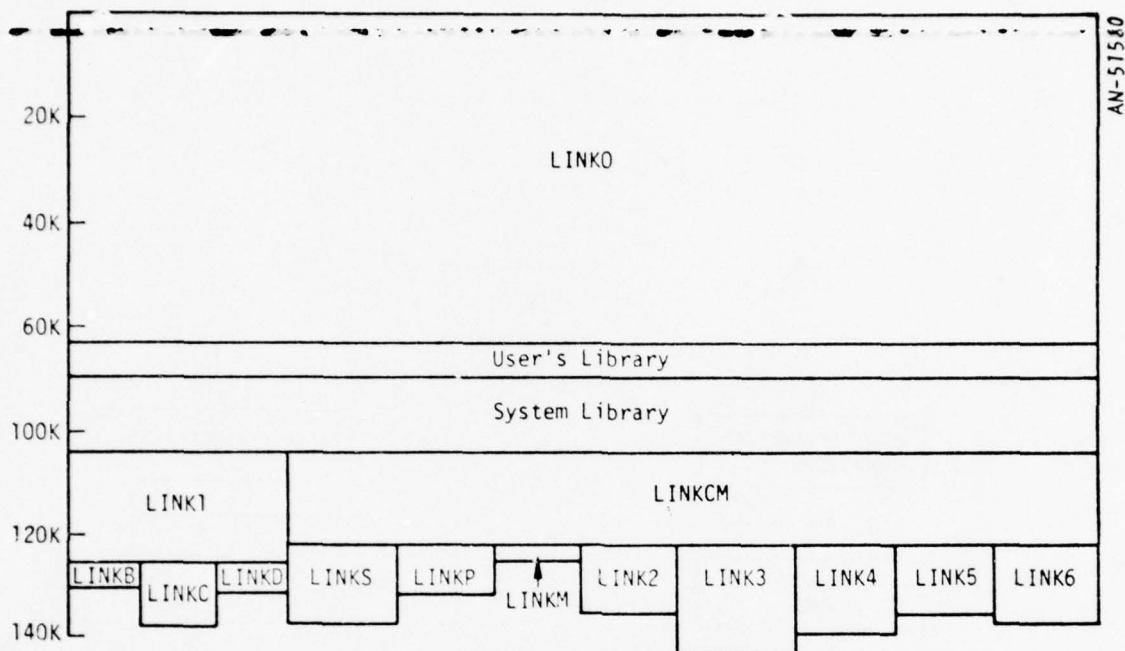 AN-51580
20K
LINK0
40K
60K
User's Library
System Library
100K
LINK1
LINKCM
120K
LINKB
LINKC
LINKD
LINKS
LINKP
LINKM
LINK2
LINK3
LINK4
LINK5
LINK6
140K